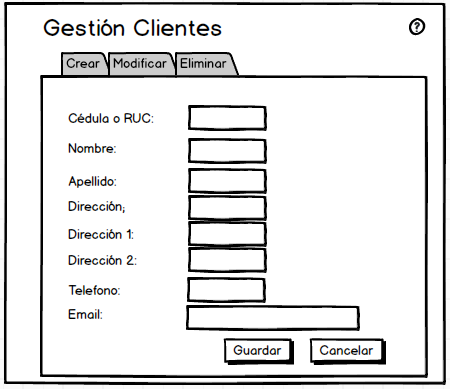 Gestión Clientes
?
Crear Modificar Eliminar
Cédula o RUC:
Nombre:
Apellido:
Dirección;
Dirección 1:
Dirección 2:
Telefono:
Email:
Guardar Cancelar